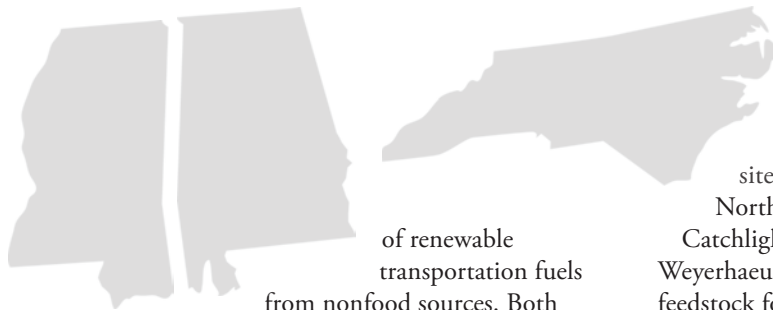 of renewable
transportation fuels
from nonfood sources. Both
site
North
Catchligh
Weyerhaeu
feedstock fo